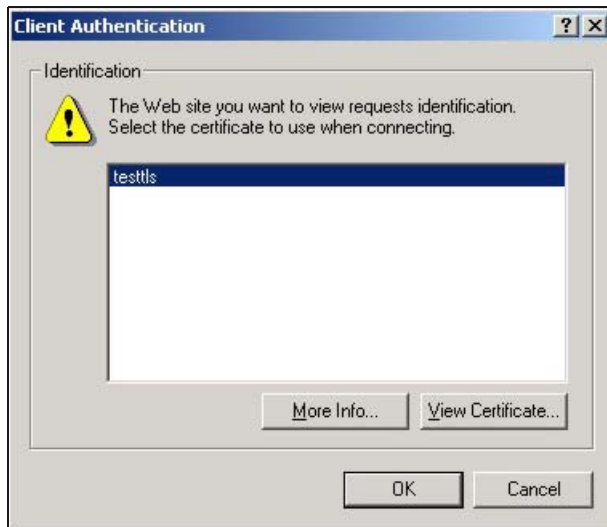 Client Authentication
Identification
The Web site you want to view requests identification.
Select the certificate to use when connecting.
testtls
More Info...
View Certificate...
OK
Cancel